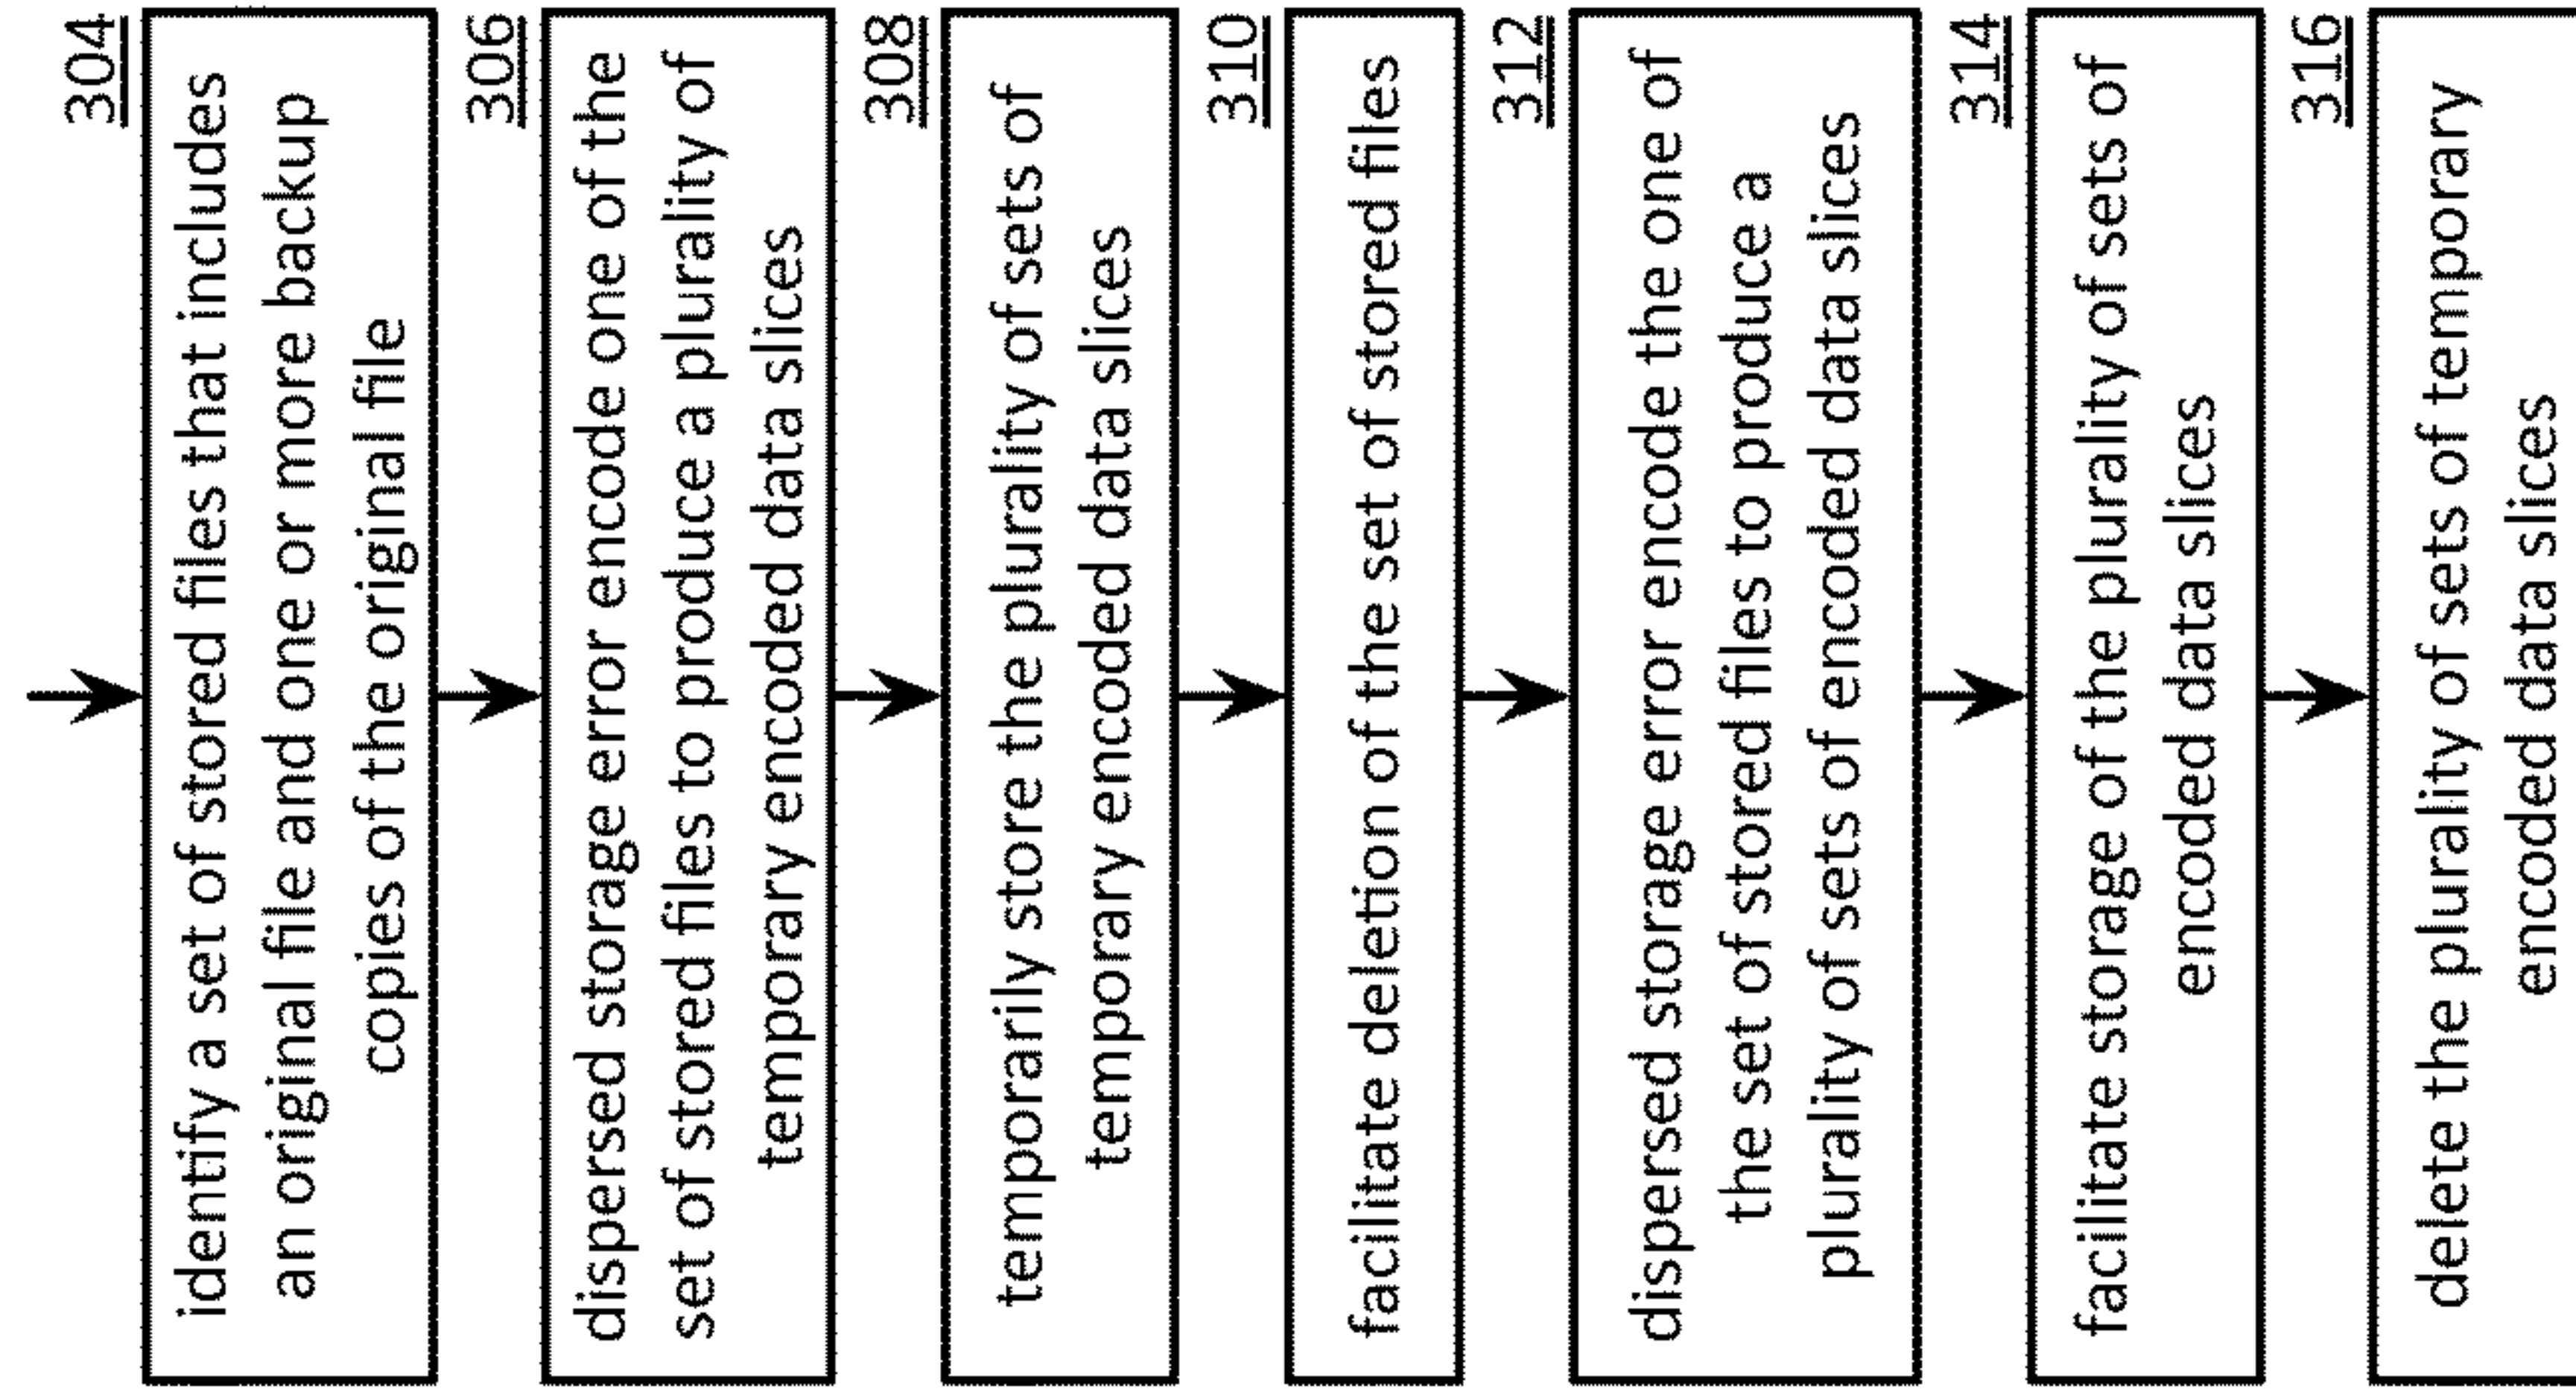 304
identify a set of stored files that includes
an original file and one or more backup
copies of the original file
306
dispersed storage error encode one of the
set of stored files to produce a plurality of
temporary encoded data slices
308
temporarily store the plurality of sets of
temporary encoded data slices
310
facilitate deletion of the set of stored files
312
dispersed storage error encode the one of
the set of stored files to produce a
plurality of sets of encoded data slices
314
facilitate storage of the plurality of sets of
encoded data slices
316
delete the plurality of sets of temporary
encoded data slices